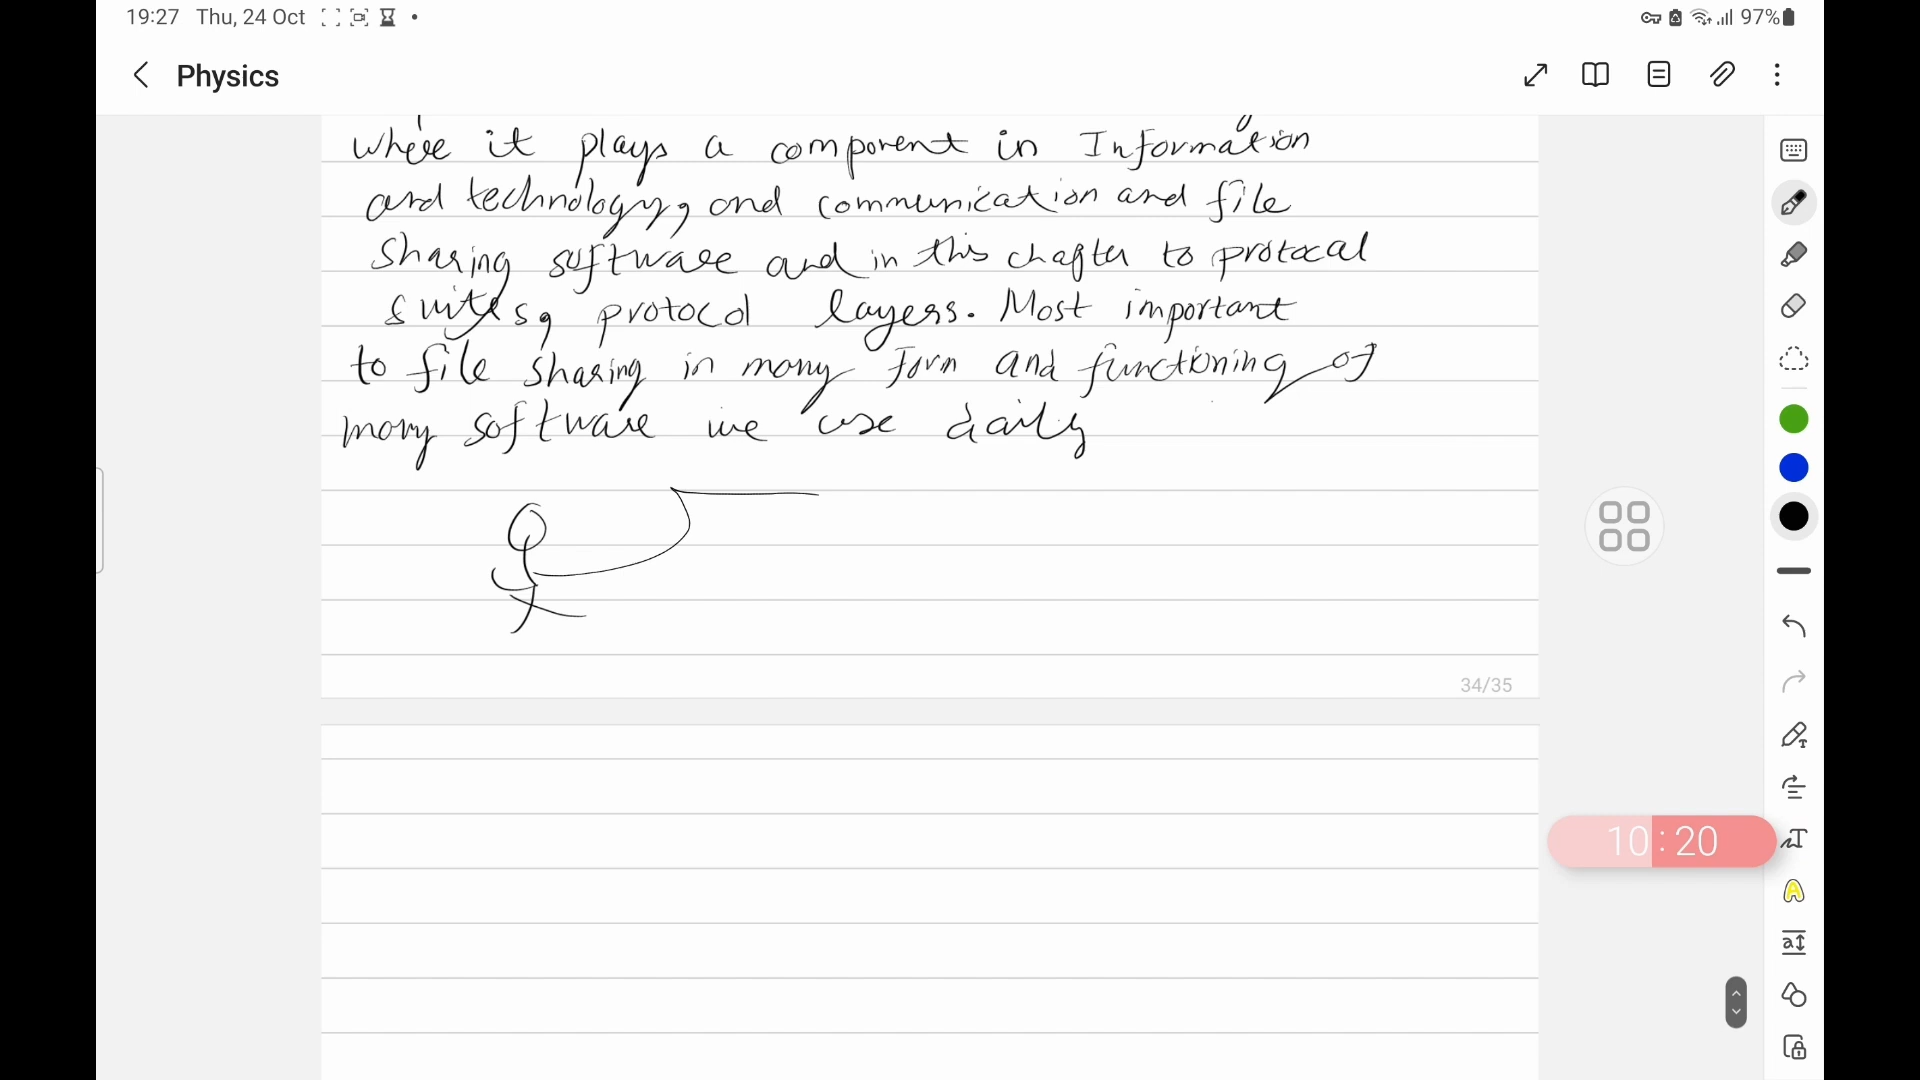 19:27 Thu, 24 Oct 97%
Physics
where it plays a component in Information
and technology, and communication and file
sharing software and in this chapter to protocal
suites, protocol layers. Most important
to file sharing in many form and functioning of
many software we use daily
34/35
10:20